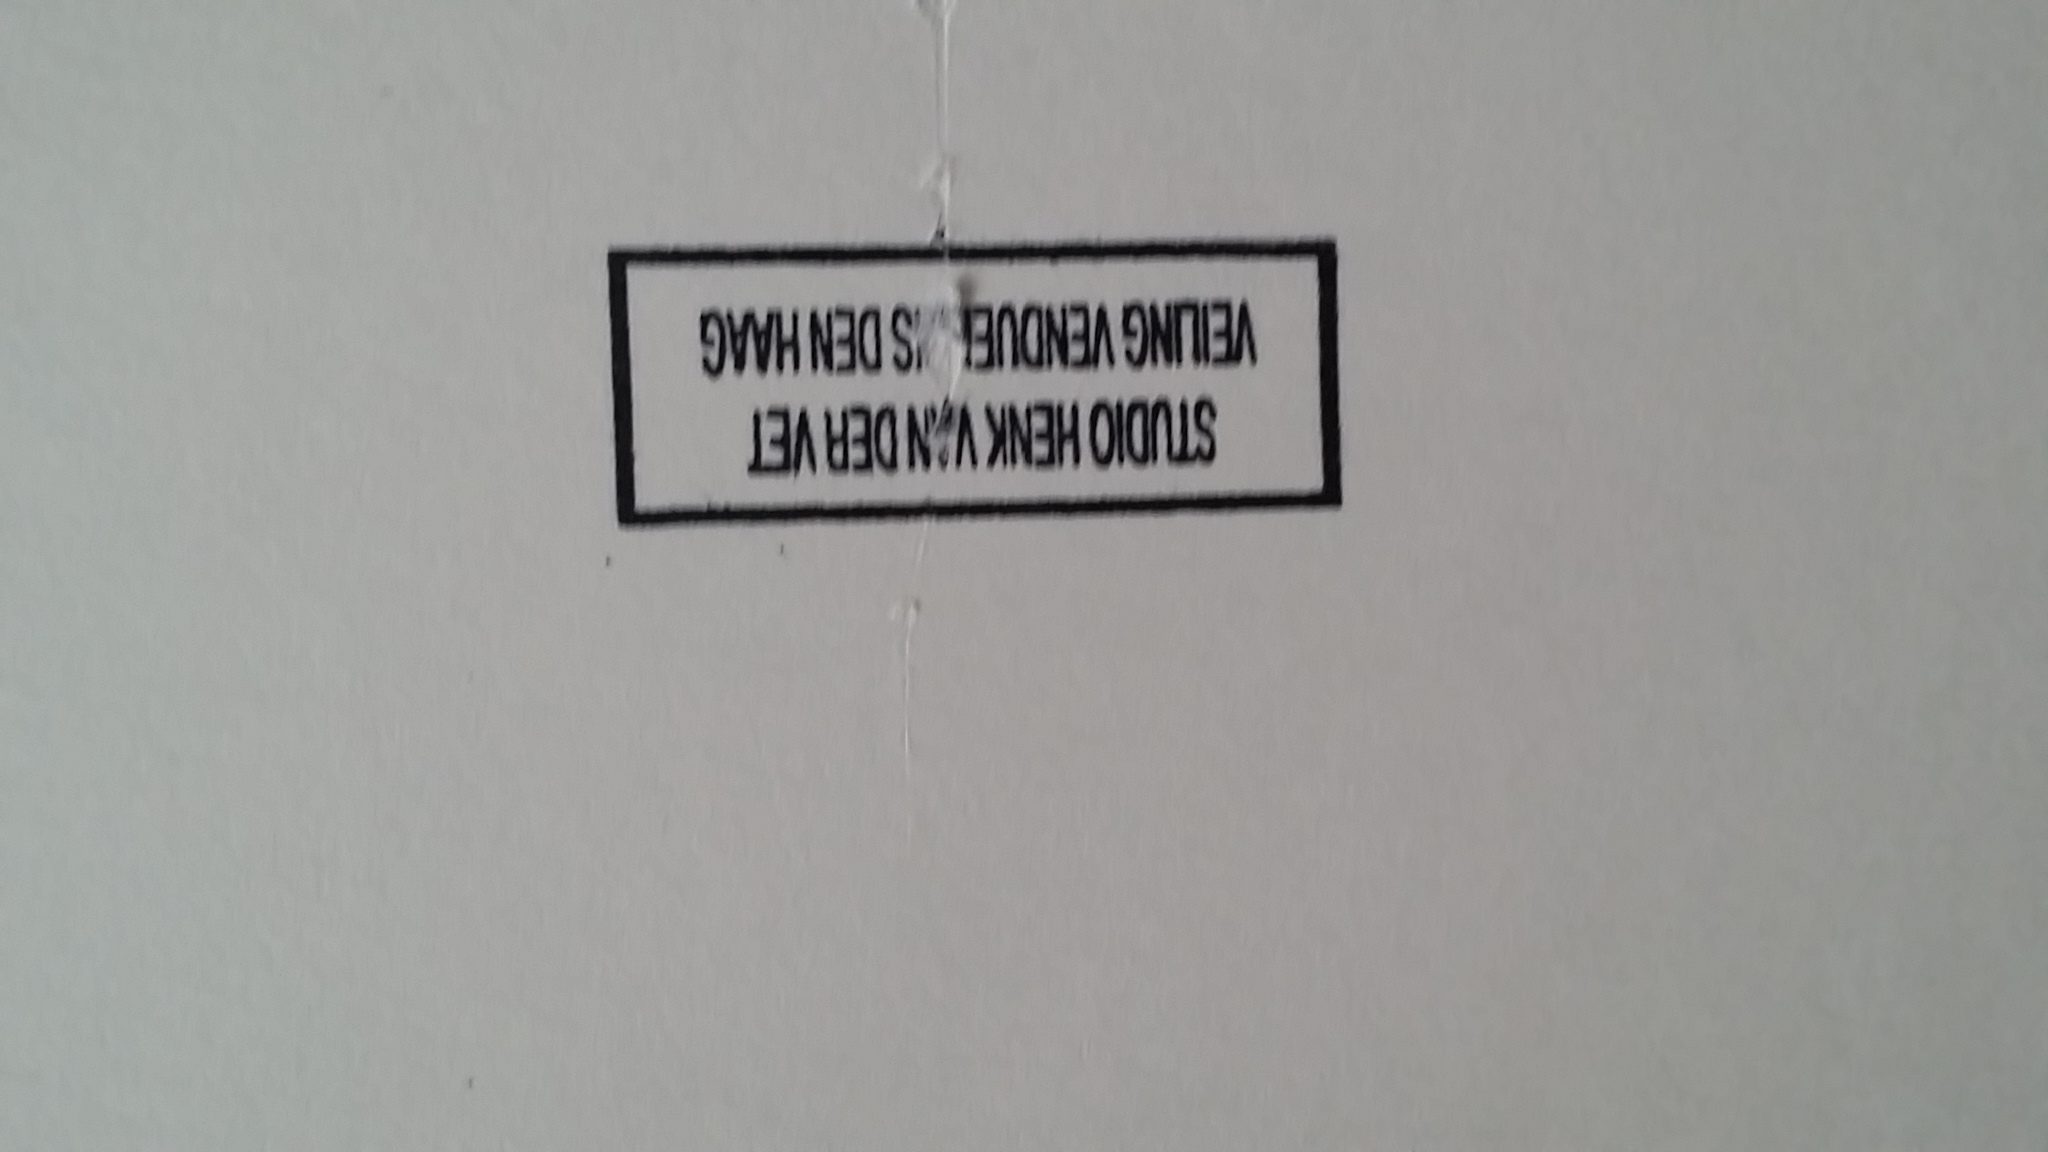 STUDIO HENK VAN DER VET
VEILING DEN HAAG